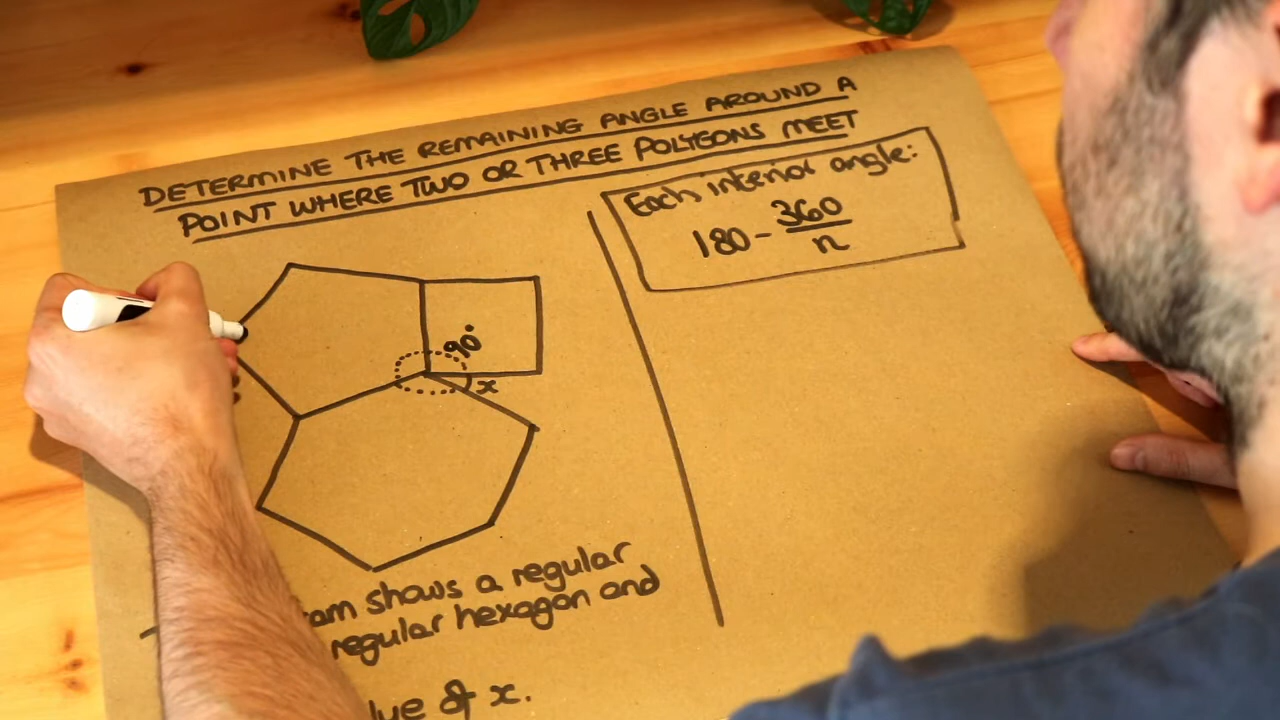 DETERMINE THE REMAINING ANGLE AROUND A
POINT WHERE TWO OR THREE POLYGONS MEET
Each interior angle:
180 - 360/n
90°
x
shows a regular
regular hexagon and
of x.